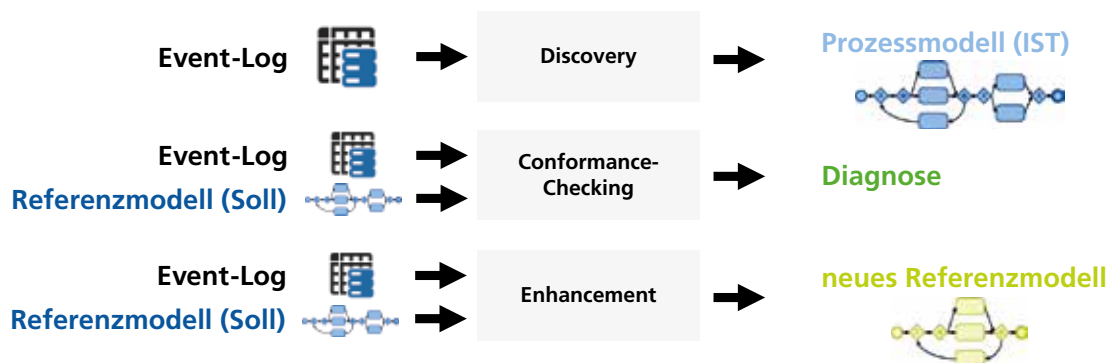 Event-Log
Discovery
Prozessmodell (IST)
Event-Log
Referenzmodell (Soll)
Conformance-
Checking
Diagnose
Event-Log
Referenzmodell (Soll)
Enhancement
neues Referenzmodell